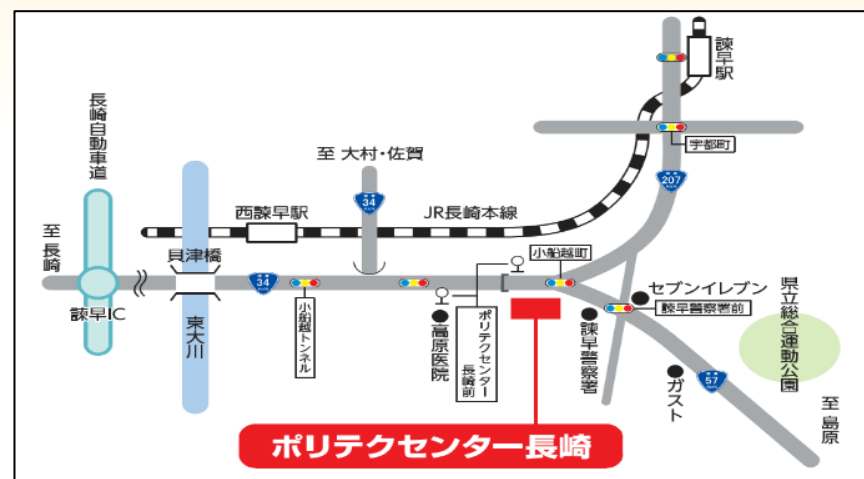 諫早駅
長崎自動車道
至 大村・佐賀
宇都町
34
207
西諫早駅
JR長崎本線
至 長崎
貝津橋
小船越町
34
セブンイレブン
諫早IC
諫早警察署前
県立総合運動公園
東大川
小船越トンネル
高原医院
ポリテクセンター
長崎前
諫早警察署
ガスト
57
至 島原
ポリテクセンター長崎